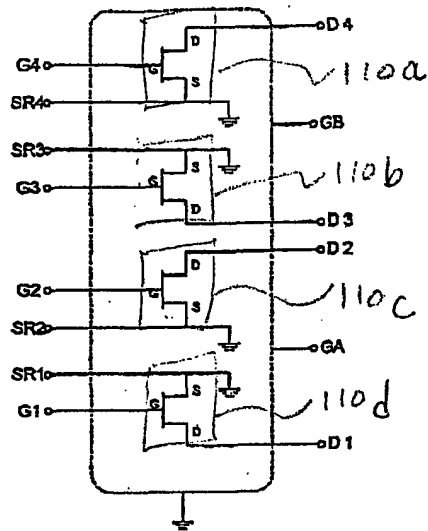 D D4
G4 G 110a
S
SR4
GB
SR3
S 110b
G3 G
D D3
D2
D
G2 G 110c
S
SR2
GA
SR1
S
G1 G 110d
D D1